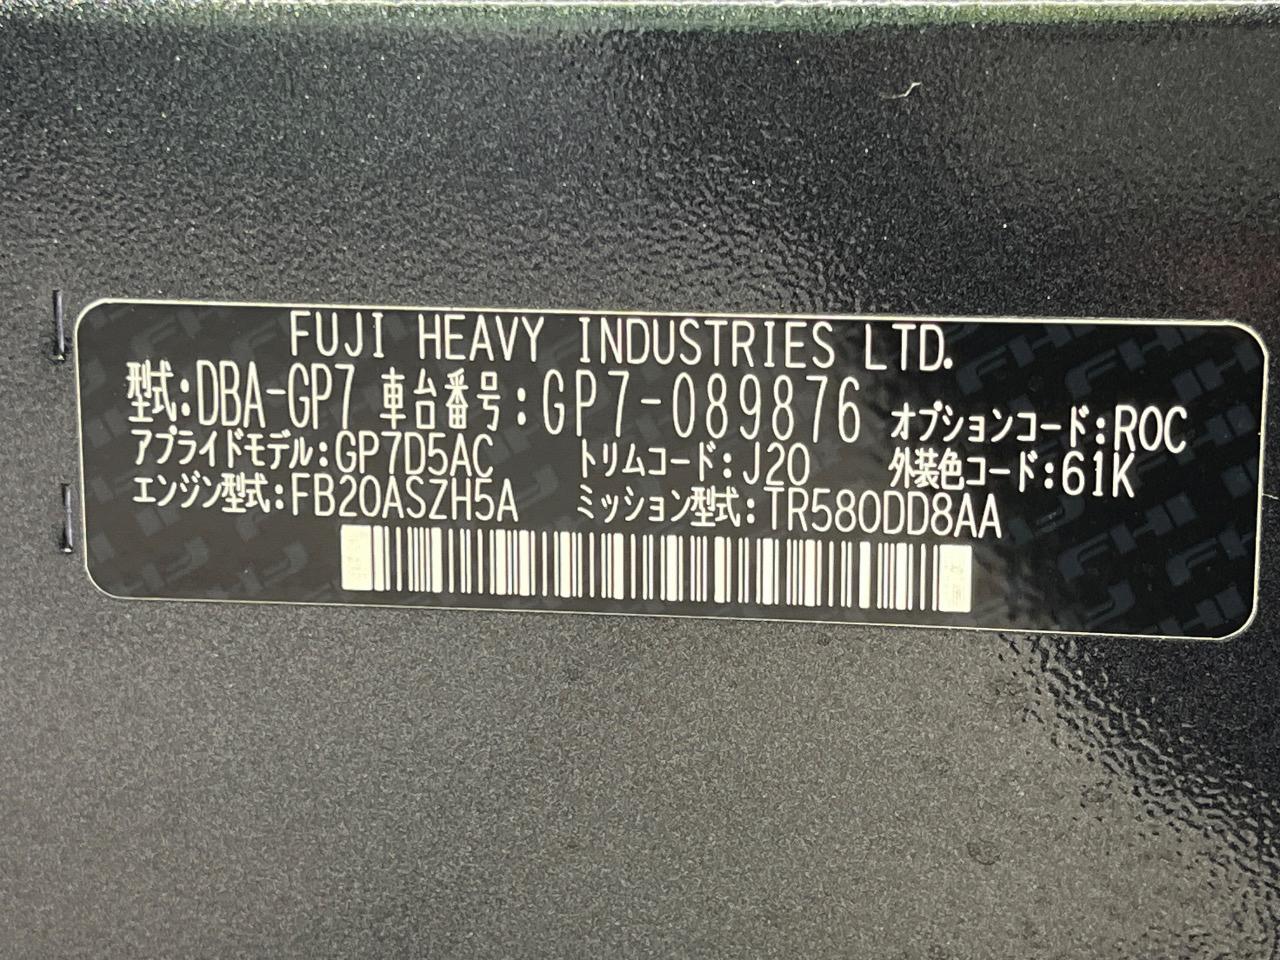 FUJI HEAVY INDUSTRIES LTD.
型式:DBA-GP7 車台番号:GP7-089876 オプションコード:ROC
アプライドモデル:GP7D5AC トリムコード:J20 外装色コード:61K
エンジン型式:FB20ASZH5A ミッション型式:TR580DD8AA